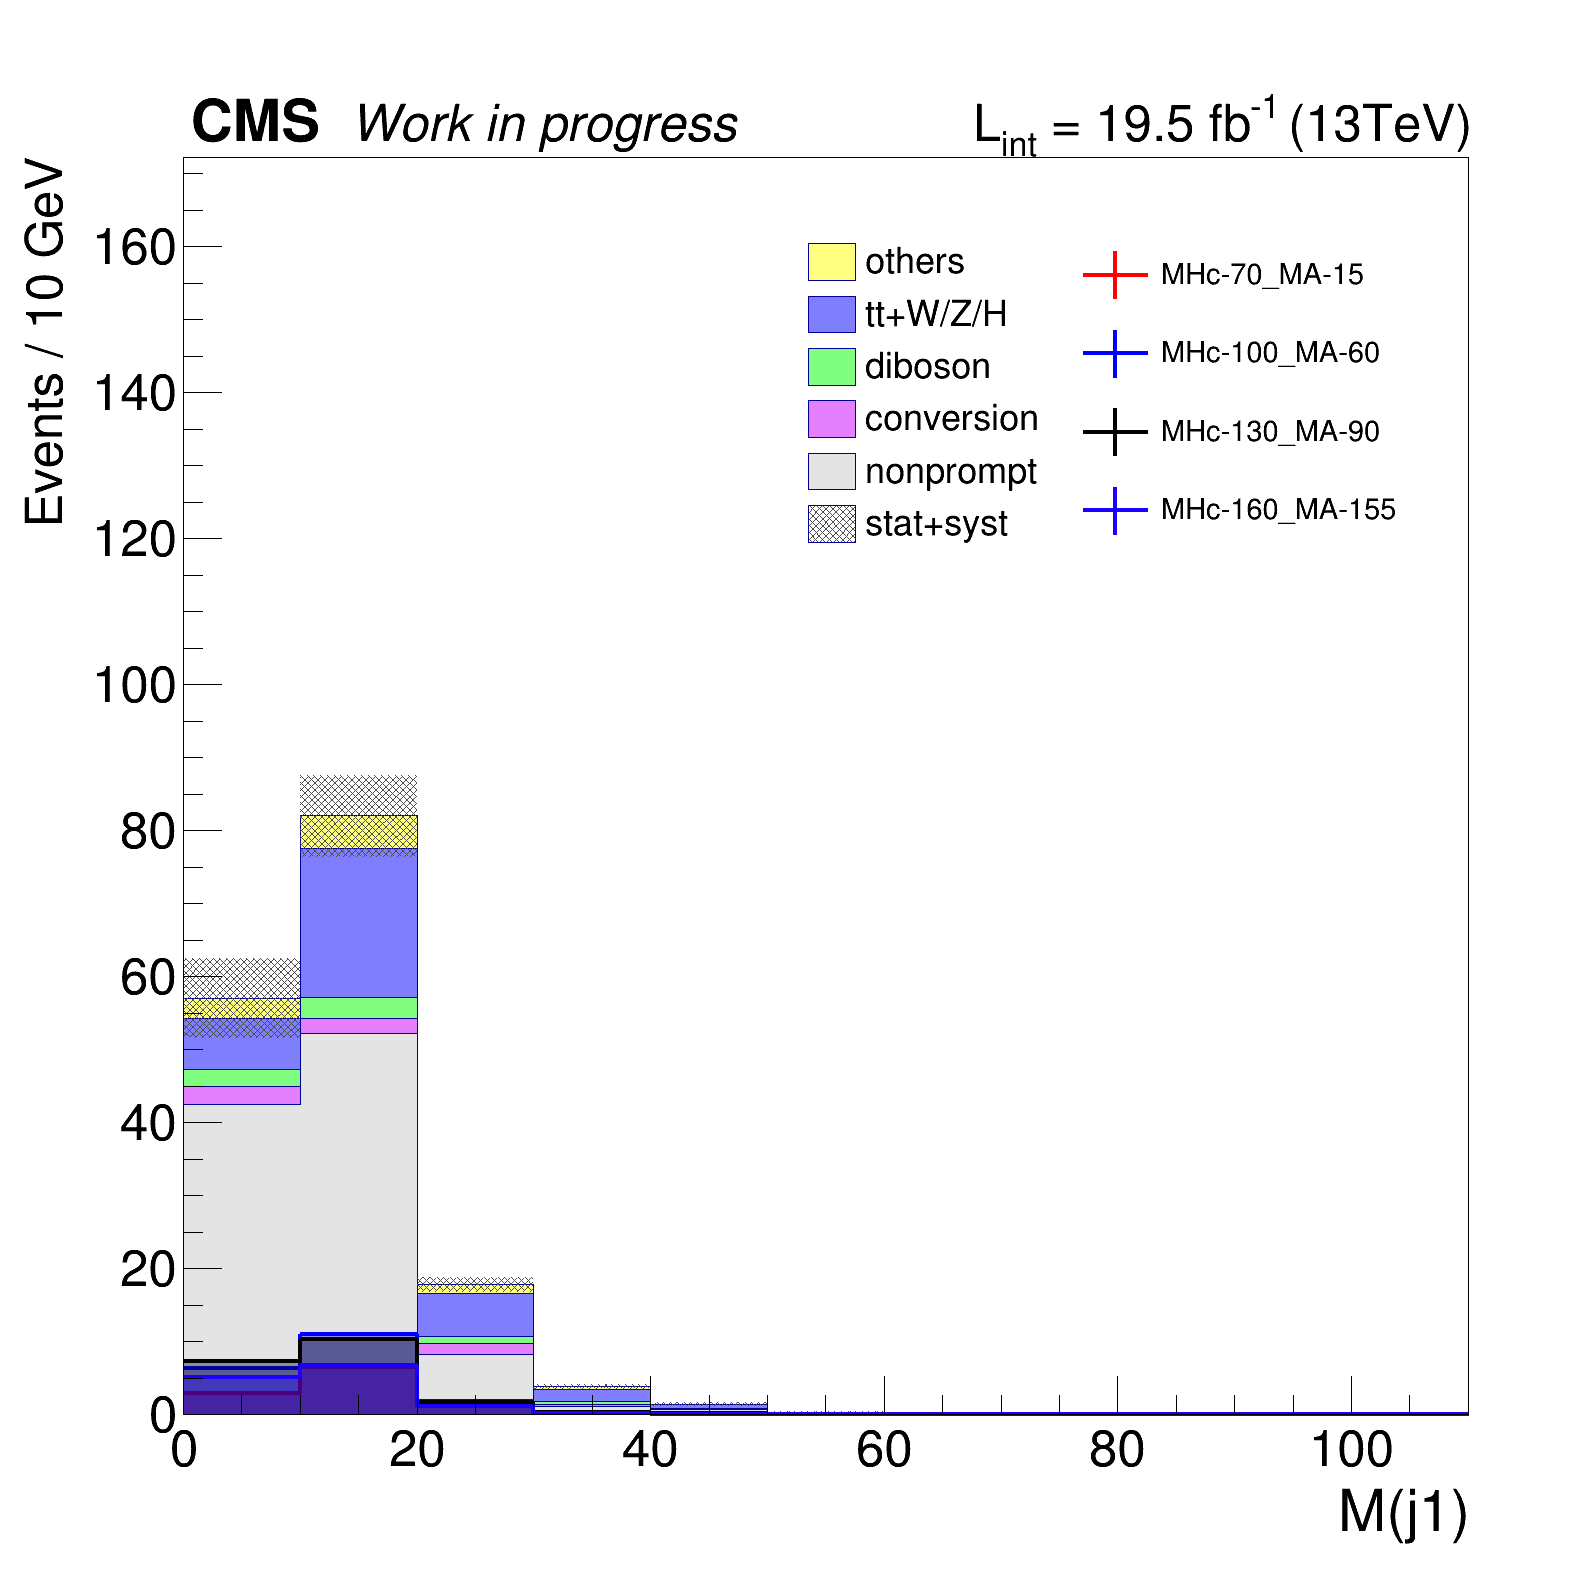 CMS Work in progress L_int = 19.5 fb^-1 (13TeV)
Events / 10 GeV
160
140
120
100
80
60
40
20
0
others
tt+W/Z/H
diboson
conversion
nonprompt
stat+syst
MHc-70_MA-15
MHc-100_MA-60
MHc-130_MA-90
MHc-160_MA-155
0 20 40 60 80 100
M(j1)